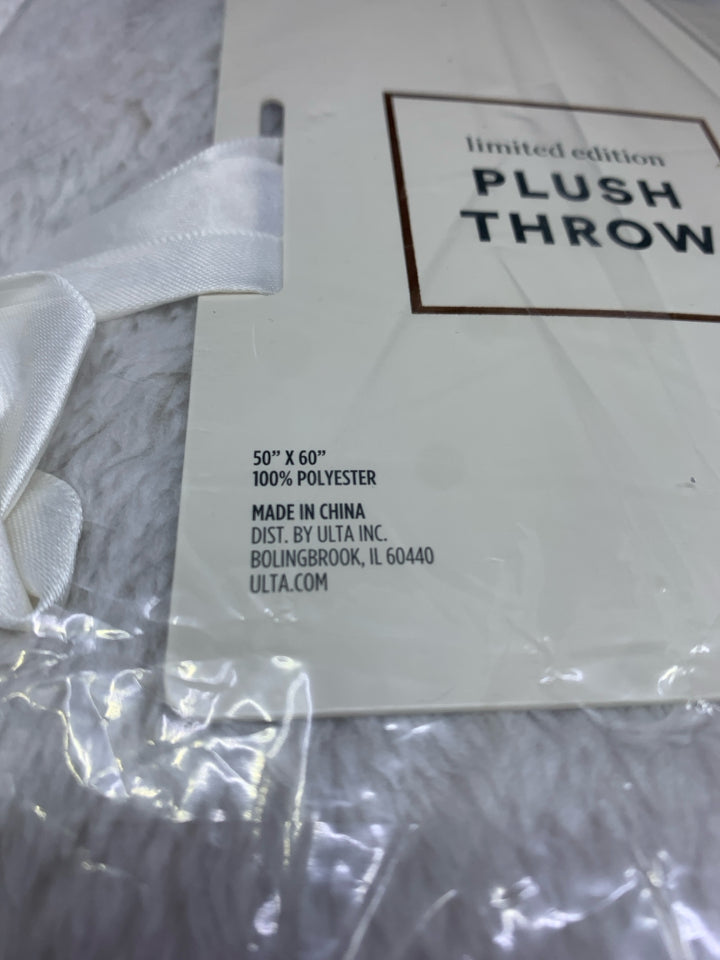 limited edition
PLUSH
THROW
50” X 60”
100% POLYESTER
MADE IN CHINA
DIST. BY ULTA INC.
BOLINGBROOK, IL 60440
ULTA.COM